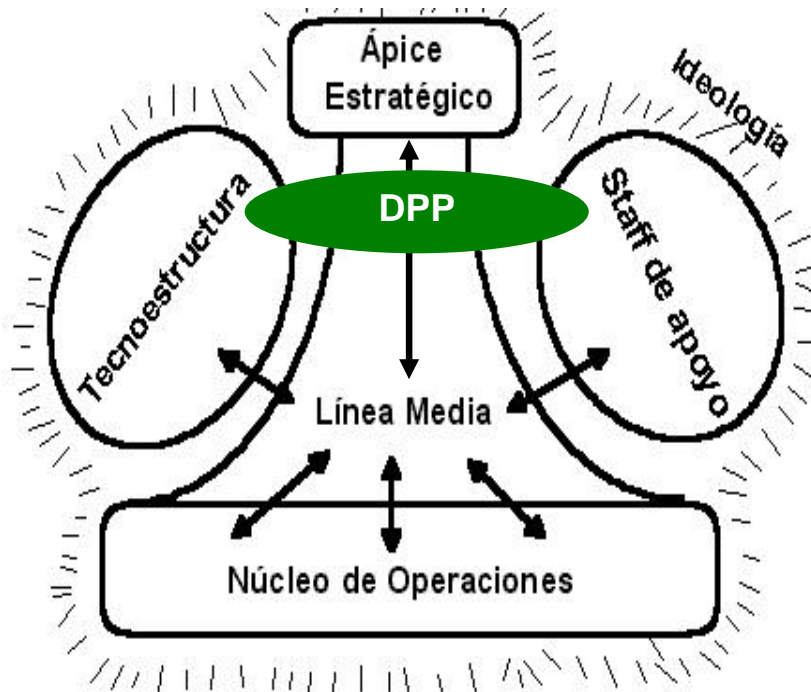 Ápice
Estratégico
Ideología
DPP
Tecnoestructura
Staff de apoyo
Línea Media
Núcleo de Operaciones